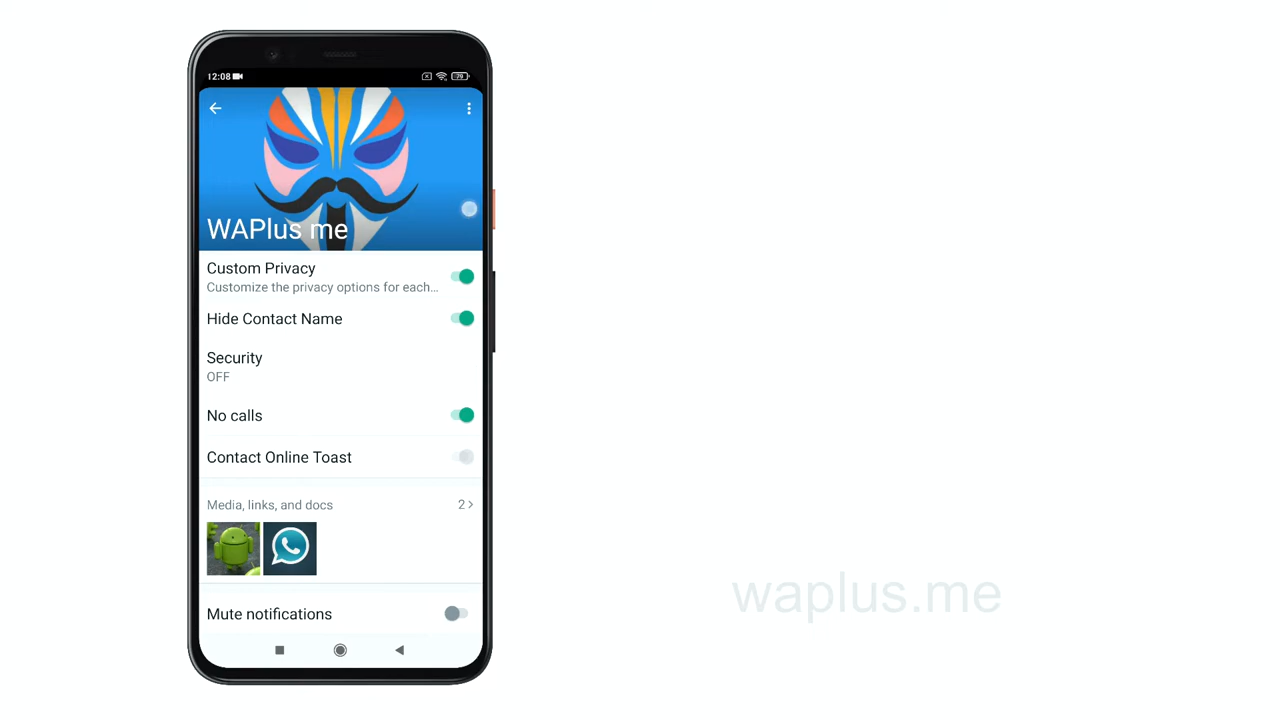 12:08
79
WAPlus me
Custom Privacy
Customize the privacy options for each...
Hide Contact Name
Security
OFF
No calls
Contact Online Toast
Media, links, and docs
2
Mute notifications
waplus.me